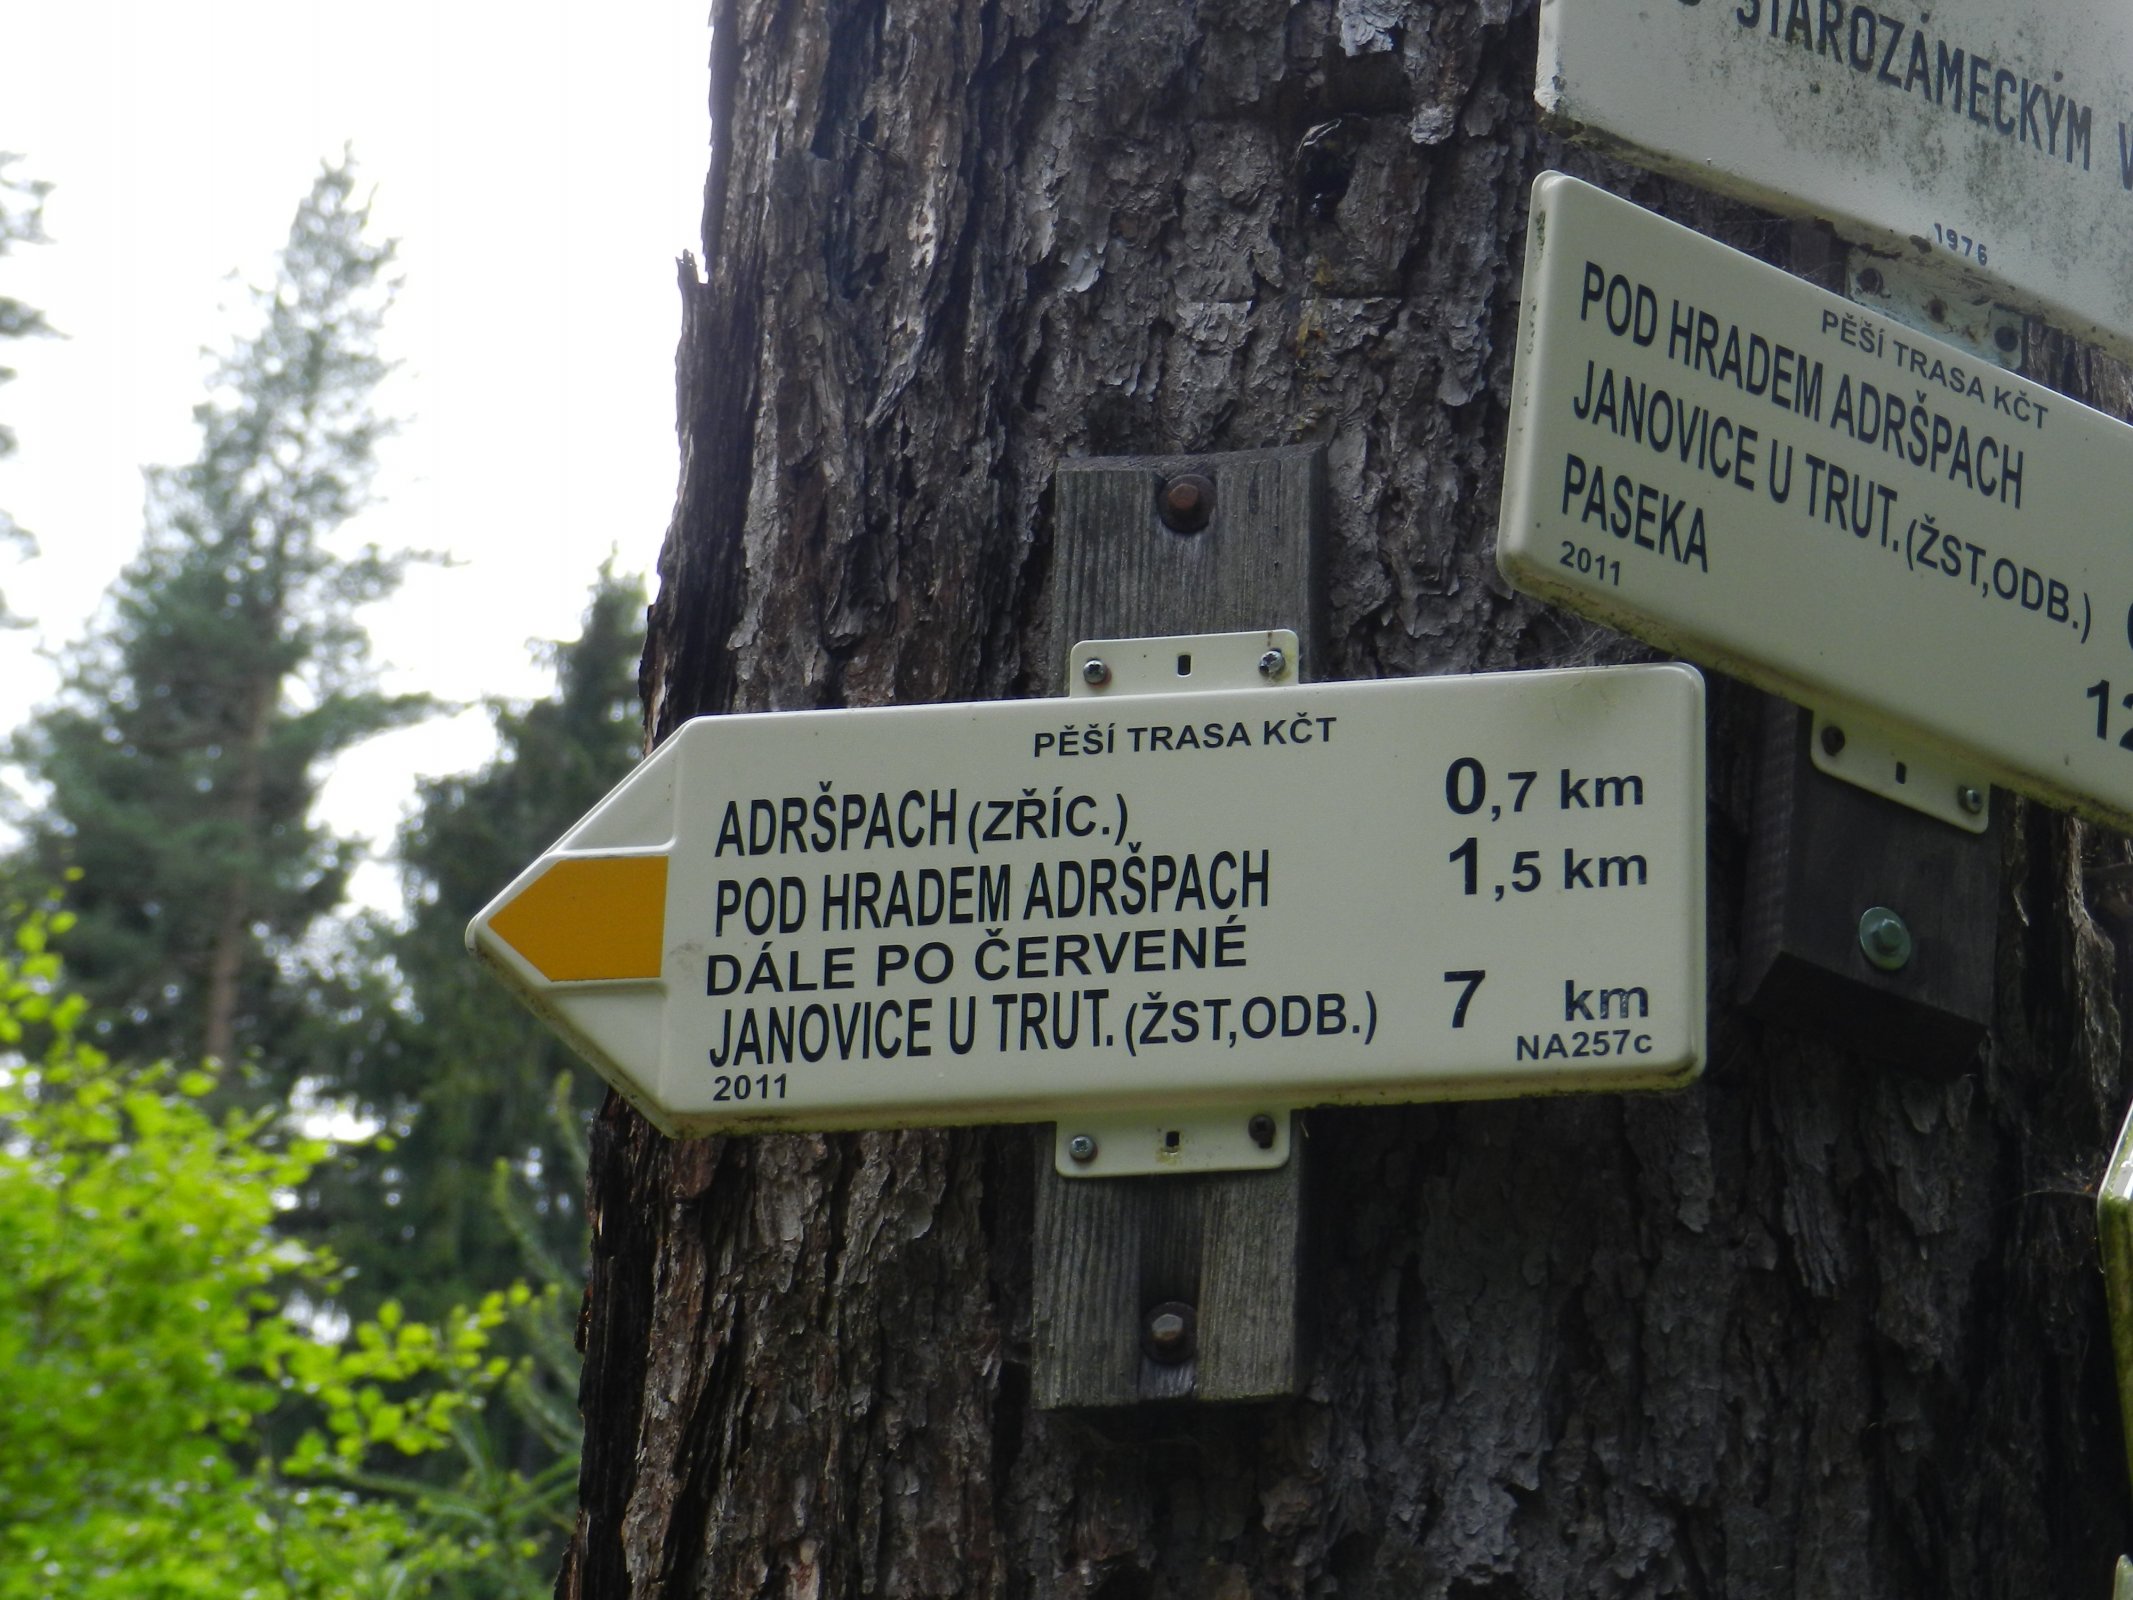 STAROZÁMECKÝM
1976
PĚŠÍ TRASA KČT
POD HRADEM ADRŠPACH
JANOVICE U TRUT.(ŽST,ODB.)
PASEKA 12
2011
PĚŠÍ TRASA KČT
ADRŠPACH (ZŘÍC.) 0,7 km
POD HRADEM ADRŠPACH 1,5 km
DÁLE PO ČERVENÉ
JANOVICE U TRUT.(ŽST,ODB.) 7 km
NA257c
2011